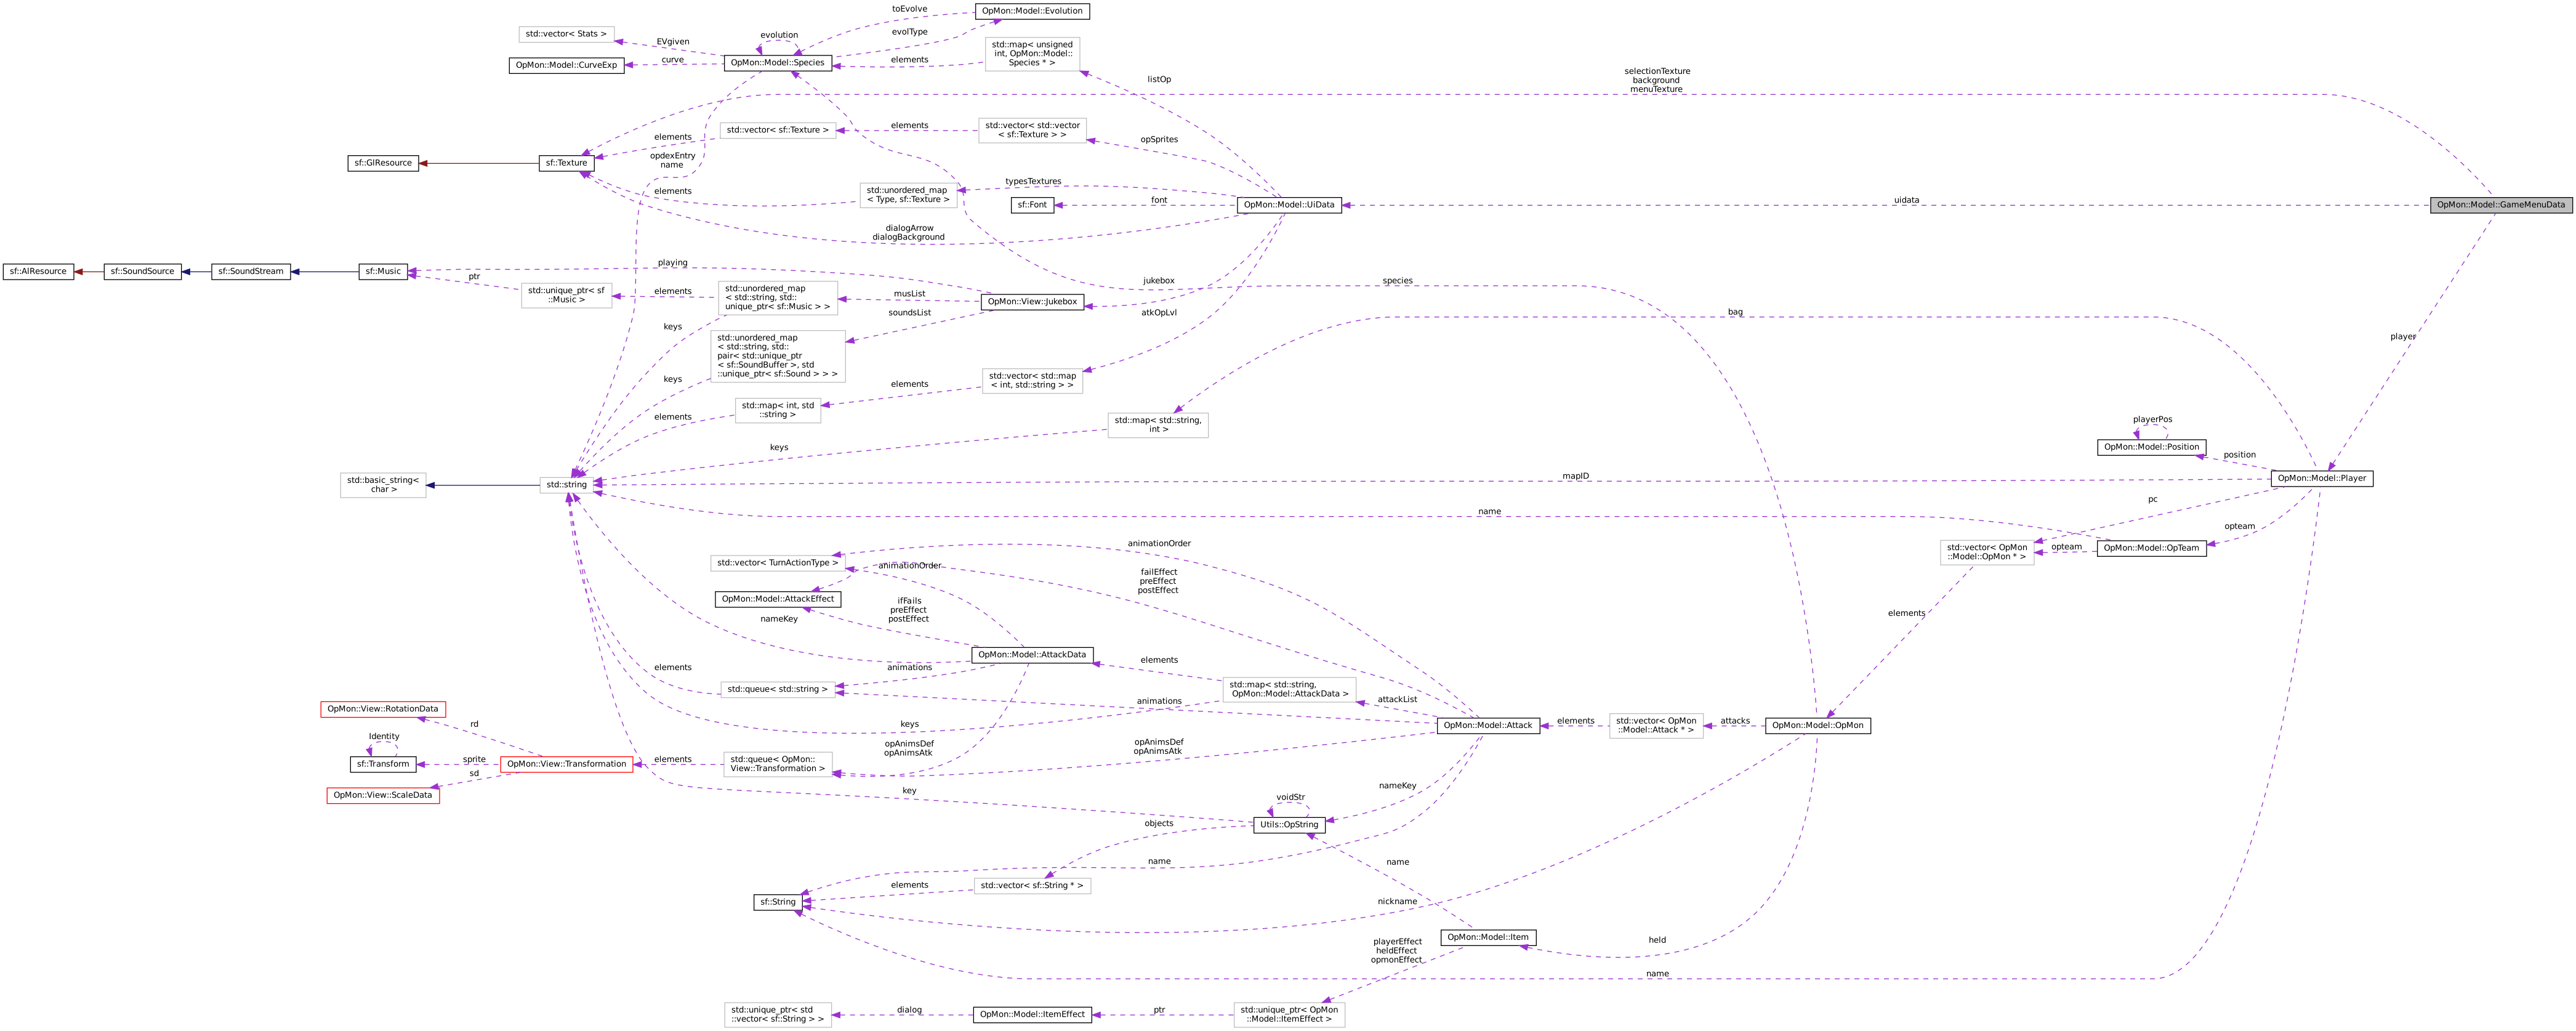 toEvolve
OpMon::Model::Evolution
evolType
std::vector< Stats >
EVgiven
evolution
OpMon::Model::Species
OpMon::Model::CurveExp
curve
elements
std::map< unsigned
int, OpMon::Model::
Species * >
listOp
selectionTexture
background
menuTexture
std::vector< sf::Texture >
elements
std::vector< std::vector
< sf::Texture > >
opSprites
elements
sf::GlResource
sf::Texture
opdexEntry
name
elements
std::unordered_map
< Type, sf::Texture >
typesTextures
sf::Font
font
OpMon::Model::UiData
uidata
OpMon::Model::GameMenuData
dialogArrow
dialogBackground
sf::AlResource
sf::SoundSource
sf::SoundStream
sf::Music
playing
ptr
std::unique_ptr< sf
::Music >
elements
std::unordered_map
< std::string, std::
unique_ptr< sf::Music > >
musList
OpMon::View::Jukebox
jukebox
species
soundsList
atkOpLvl
bag
keys
std::unordered_map
< std::string, std::
pair< std::unique_ptr
< sf::SoundBuffer >, std
::unique_ptr< sf::Sound > > >
keys
player
std::vector< std::map
< int, std::string > >
elements
std::map< int, std
::string >
elements
std::map< std::string,
int >
keys
playerPos
OpMon::Model::Position
position
std::basic_string<
char >
std::string
mapID
OpMon::Model::Player
name
pc
opteam
std::vector< OpMon
::Model::OpMon * >
opteam
OpMon::Model::OpTeam
animationOrder
std::vector< TurnActionType >
animationOrder
failEffect
preEffect
postEffect
OpMon::Model::AttackEffect
ifFails
preEffect
postEffect
nameKey
elements
OpMon::Model::AttackData
elements
elements
animations
std::queue< std::string >
std::map< std::string,
OpMon::Model::AttackData >
attackList
animations
keys
OpMon::View::RotationData
rd
OpMon::Model::Attack
elements
std::vector< OpMon
::Model::Attack * >
attacks
OpMon::Model::OpMon
Identity
sf::Transform
sprite
OpMon::View::Transformation
elements
std::queue< OpMon::
View::Transformation >
opAnimsDef
opAnimsAtk
opAnimsDef
opAnimsAtk
sd
OpMon::View::ScaleData
key
nameKey
voidStr
Utils::OpString
objects
name
name
std::vector< sf::String * >
elements
sf::String
nickname
OpMon::Model::Item
held
playerEffect
heldEffect
opmonEffect
name
std::unique_ptr< std
::vector< sf::String > >
dialog
OpMon::Model::ItemEffect
ptr
std::unique_ptr< OpMon
::Model::ItemEffect >